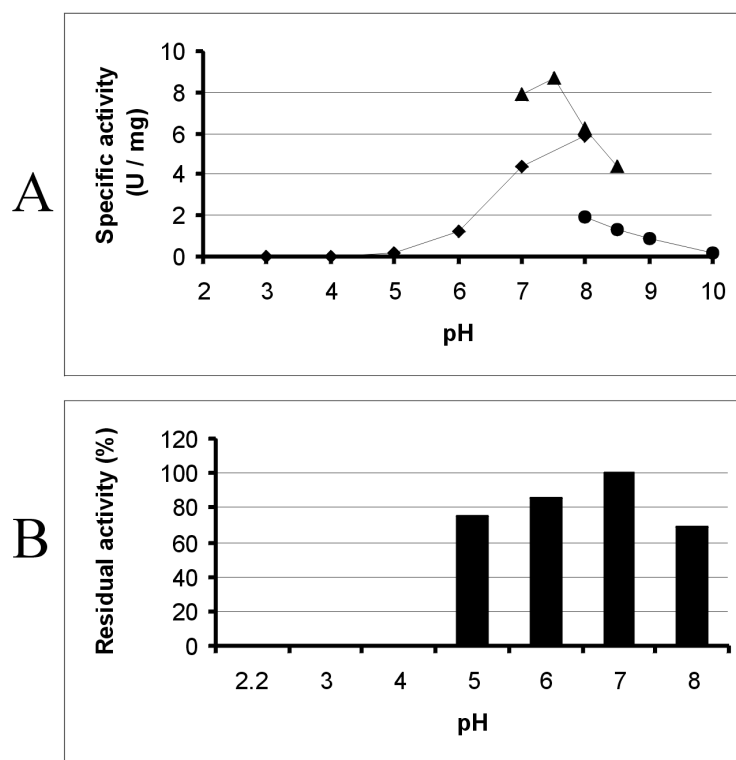 A
Specific activity
(U / mg)
10
8
6
4
2
0
2 3 4 5 6 7 8 9 10
pH
B
Residual activity (%)
120
100
80
60
40
20
0
2.2 3 4 5 6 7 8
pH